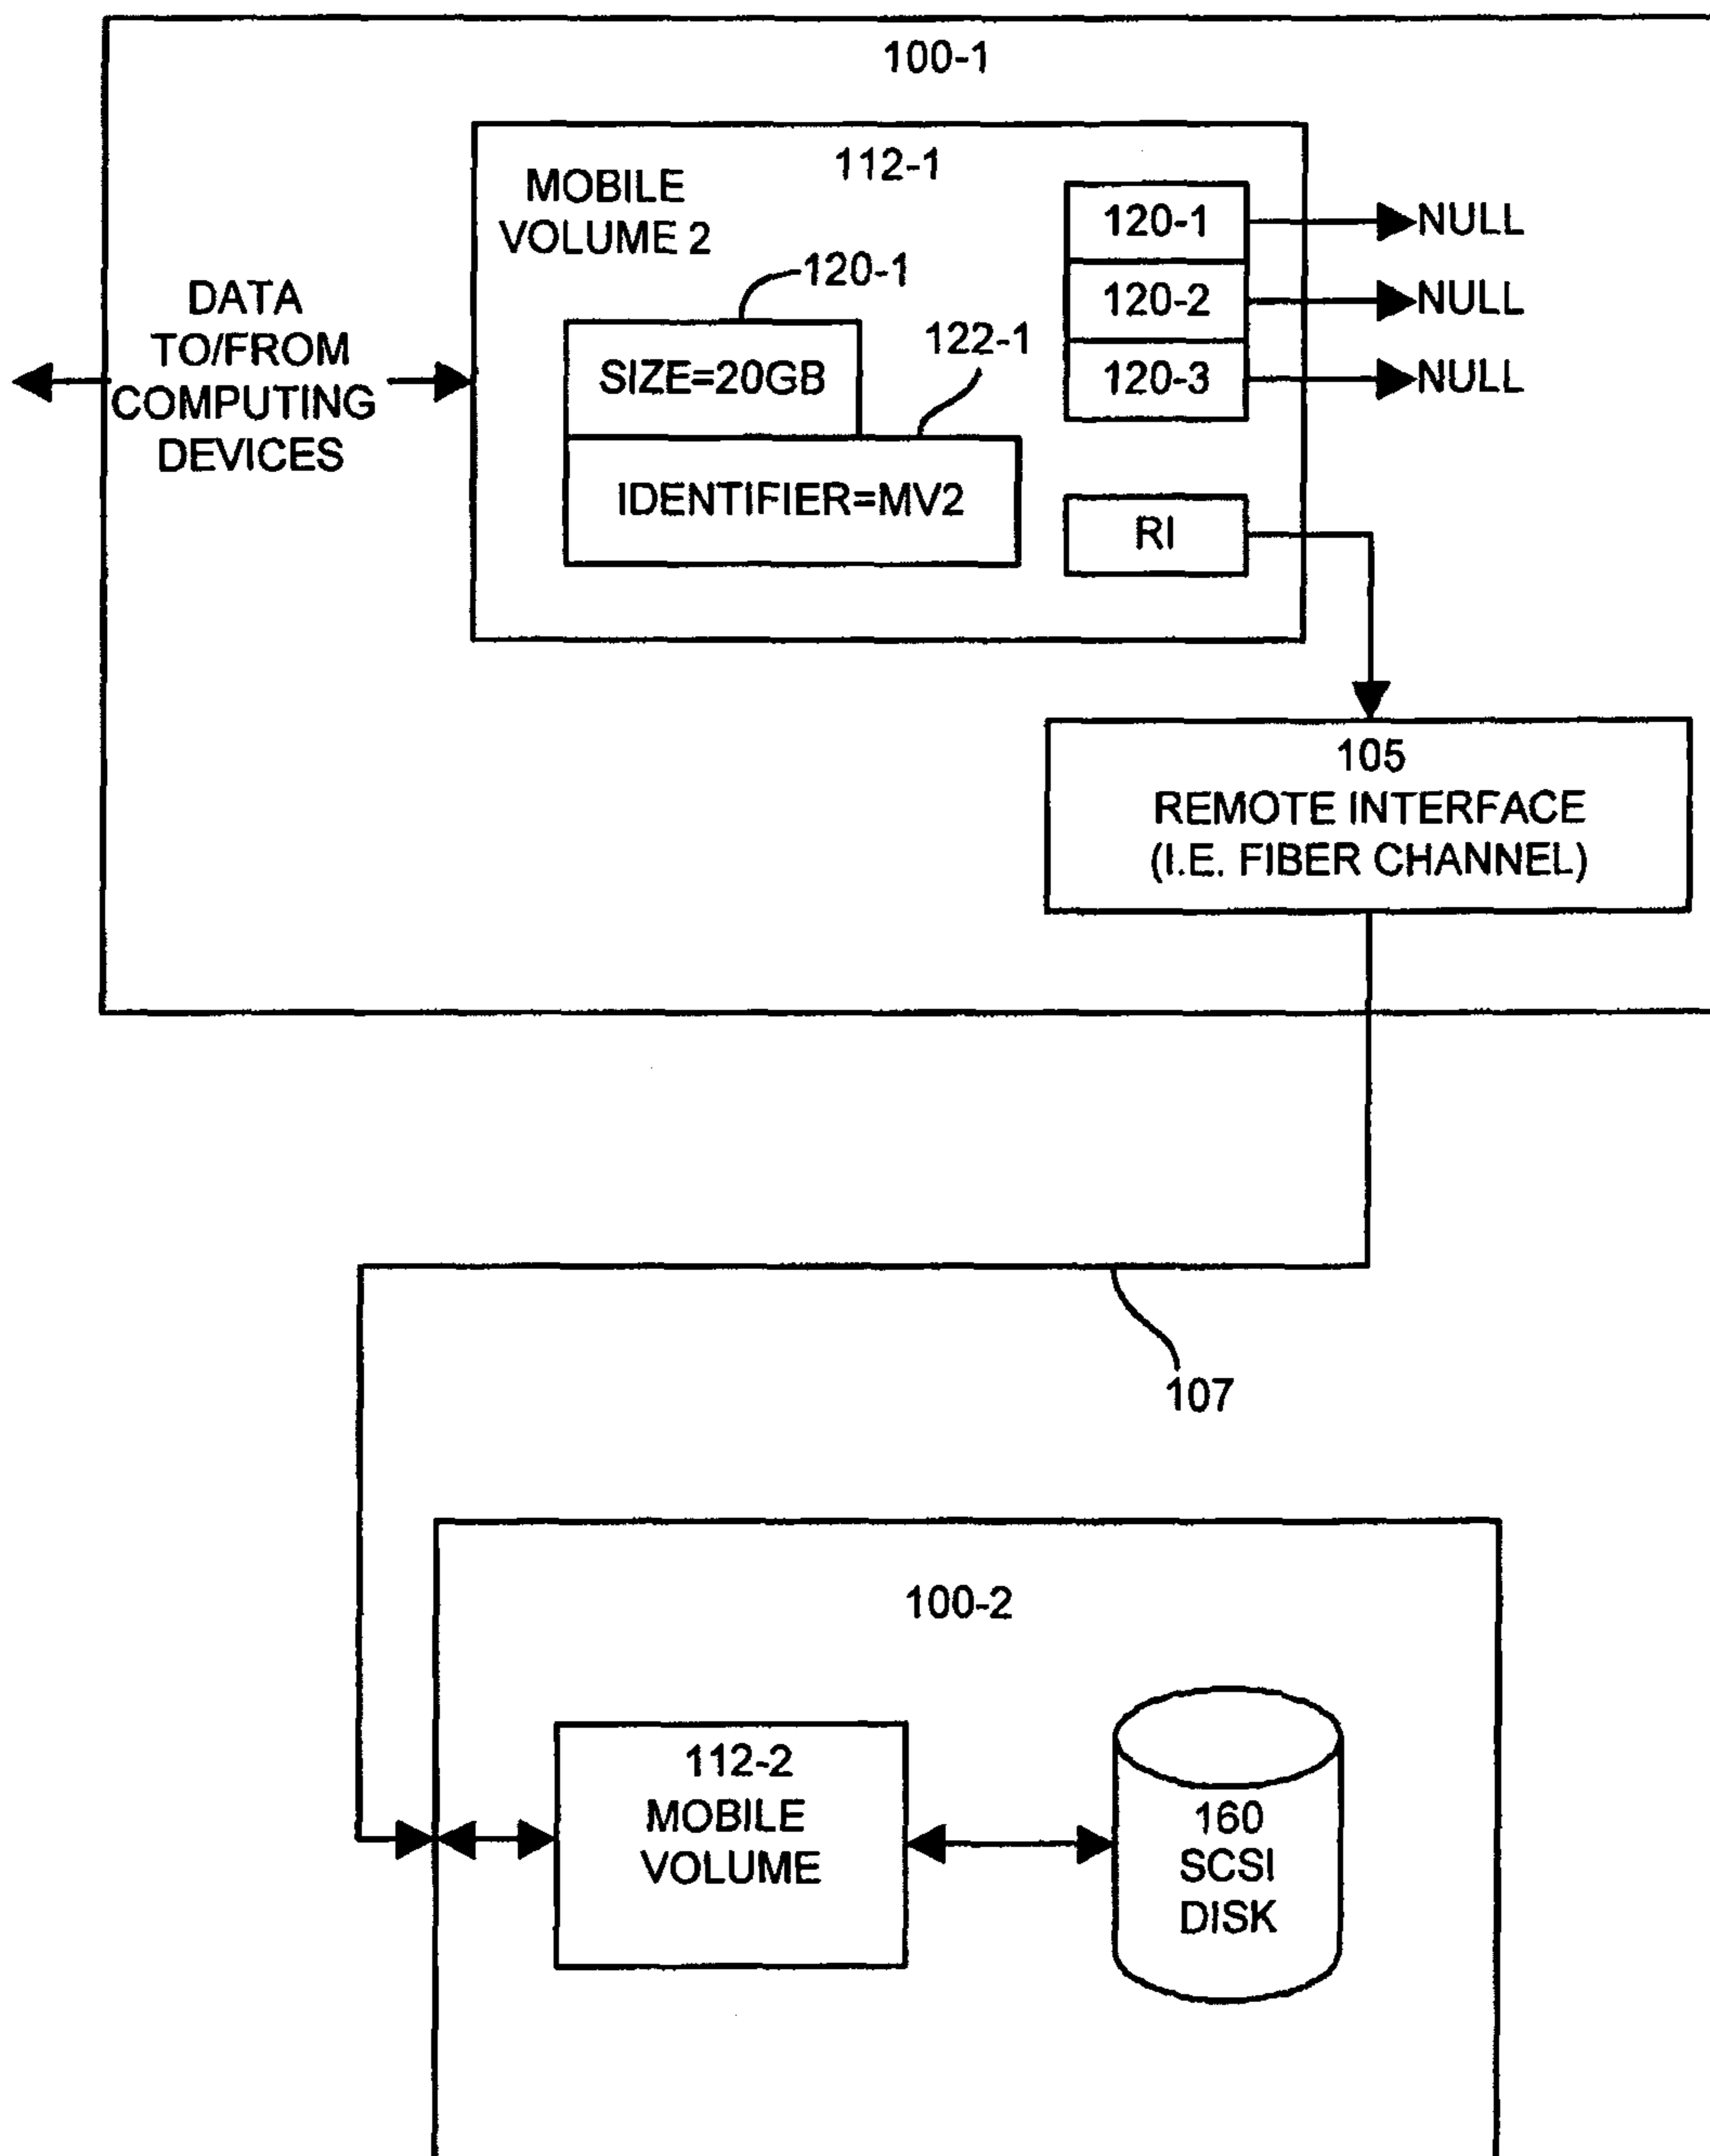 100-1
112-1
MOBILE
VOLUME 2
120-1
SIZE=20GB
122-1
IDENTIFIER=MV2
120-1
NULL
120-2
NULL
120-3
NULL
RI
DATA
TO/FROM
COMPUTING
DEVICES
105
REMOTE INTERFACE
(I.E. FIBER CHANNEL)
107
100-2
112-2
MOBILE
VOLUME
160
SCSI
DISK